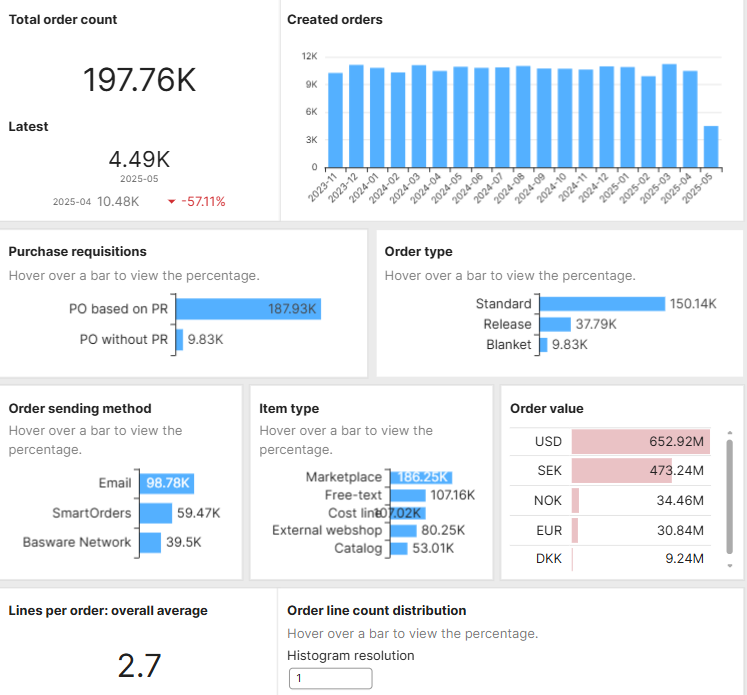 Total order count
197.76K
Latest
4.49K
2025-05
2025-04 10.48K -57.11%
Created orders
12K
9K
6K
3K
0
2023-11
2023-12
2024-01
2024-02
2024-03
2024-04
2024-05
2024-06
2024-07
2024-08
2024-09
2024-10
2024-11
2024-12
2025-01
2025-02
2025-03
2025-04
2025-05
Purchase requisitions
Hover over a bar to view the percentage.
PO based on PR 187.93K
PO without PR 9.83K
Order type
Hover over a bar to view the percentage.
Standard 150.14K
Release 37.79K
Blanket 9.83K
Order sending method
Hover over a bar to view the
percentage.
Email 98.78K
SmartOrders 59.47K
Basware Network 39.5K
Item type
Hover over a bar to view the
percentage.
Marketplace 186.25K
Free-text 107.16K
Cost line 107.02K
External webshop 80.25K
Catalog 53.01K
Order value
USD 652.92M
SEK 473.24M
NOK 34.46M
EUR 30.84M
DKK 9.24M
Lines per order: overall average
2.7
Order line count distribution
Hover over a bar to view the percentage.
Histogram resolution
1